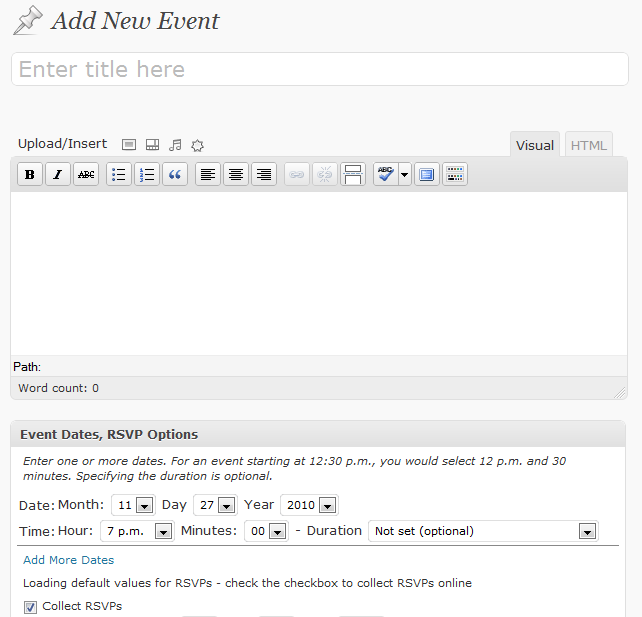 Add New Event
Enter title here
Upload/Insert
Visual HTML
B I ABC ABC
Path:
Word count: 0
Event Dates, RSVP Options
Enter one or more dates. For an event starting at 12:30 p.m., you would select 12 p.m. and 30
minutes. Specifying the duration is optional.
Date: Month: 11 Day 27 Year 2010
Time: Hour: 7 p.m. Minutes: 00 - Duration Not set (optional)
Add More Dates
Loading default values for RSVPs - check the checkbox to collect RSVPs online
Collect RSVPs